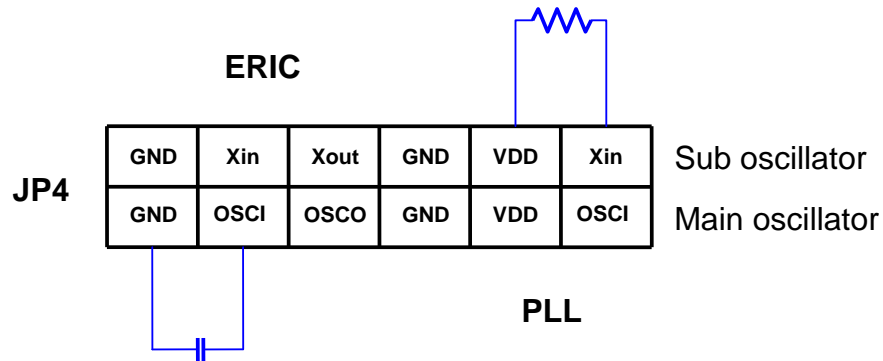 ERIC
GND Xin Xout GND VDD Xin Sub oscillator
JP4
GND OSCI OSCO GND VDD OSCI Main oscillator
PLL